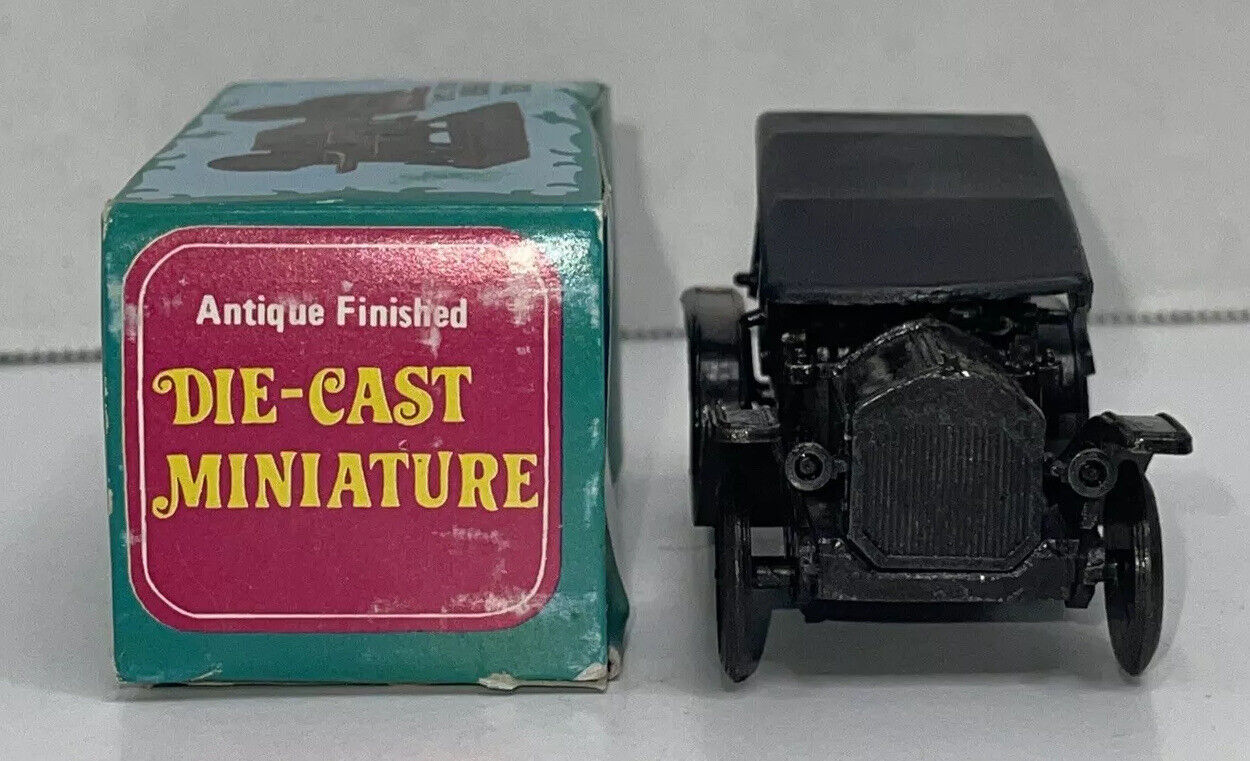 Antique Finished
DIE-CAST
MINIATURE